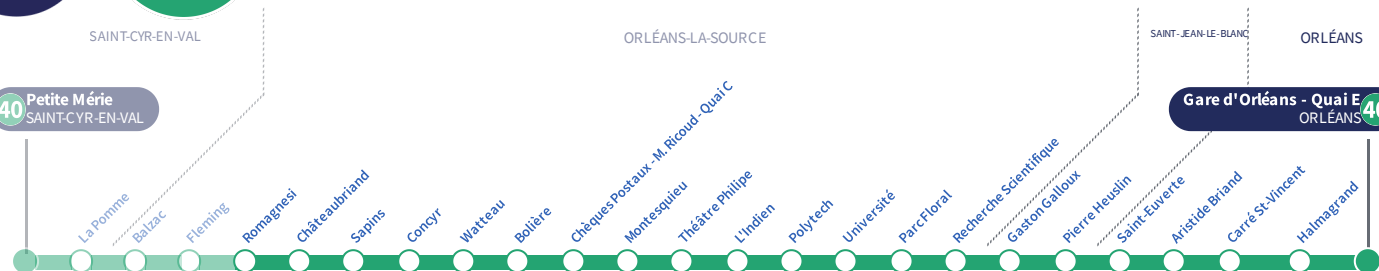 SAINT-CYR-EN-VAL
ORLÉANS-LA-SOURCE
SAINT-JEAN-LE-BLANC
ORLÉANS
40
Petite Mérie
SAINT-CYR-EN-VAL
Gare d'Orléans - Quai E
ORLÉANS
40
La Pomme
Balzac
Fleming
Romagnesi
Châteaubriand
Sapins
Concyr
Watteau
Bolière
Chèques Postaux - M. Ricoud - Quai C
Montesquieu
Théâtre Philipe
L'Indien
Polytech
Université
Parc Floral
Recherche Scientifique
Gaston Galloux
Pierre Heuslin
Saint-Euverte
Aristide Briand
Carré St-Vincent
Halmagrand